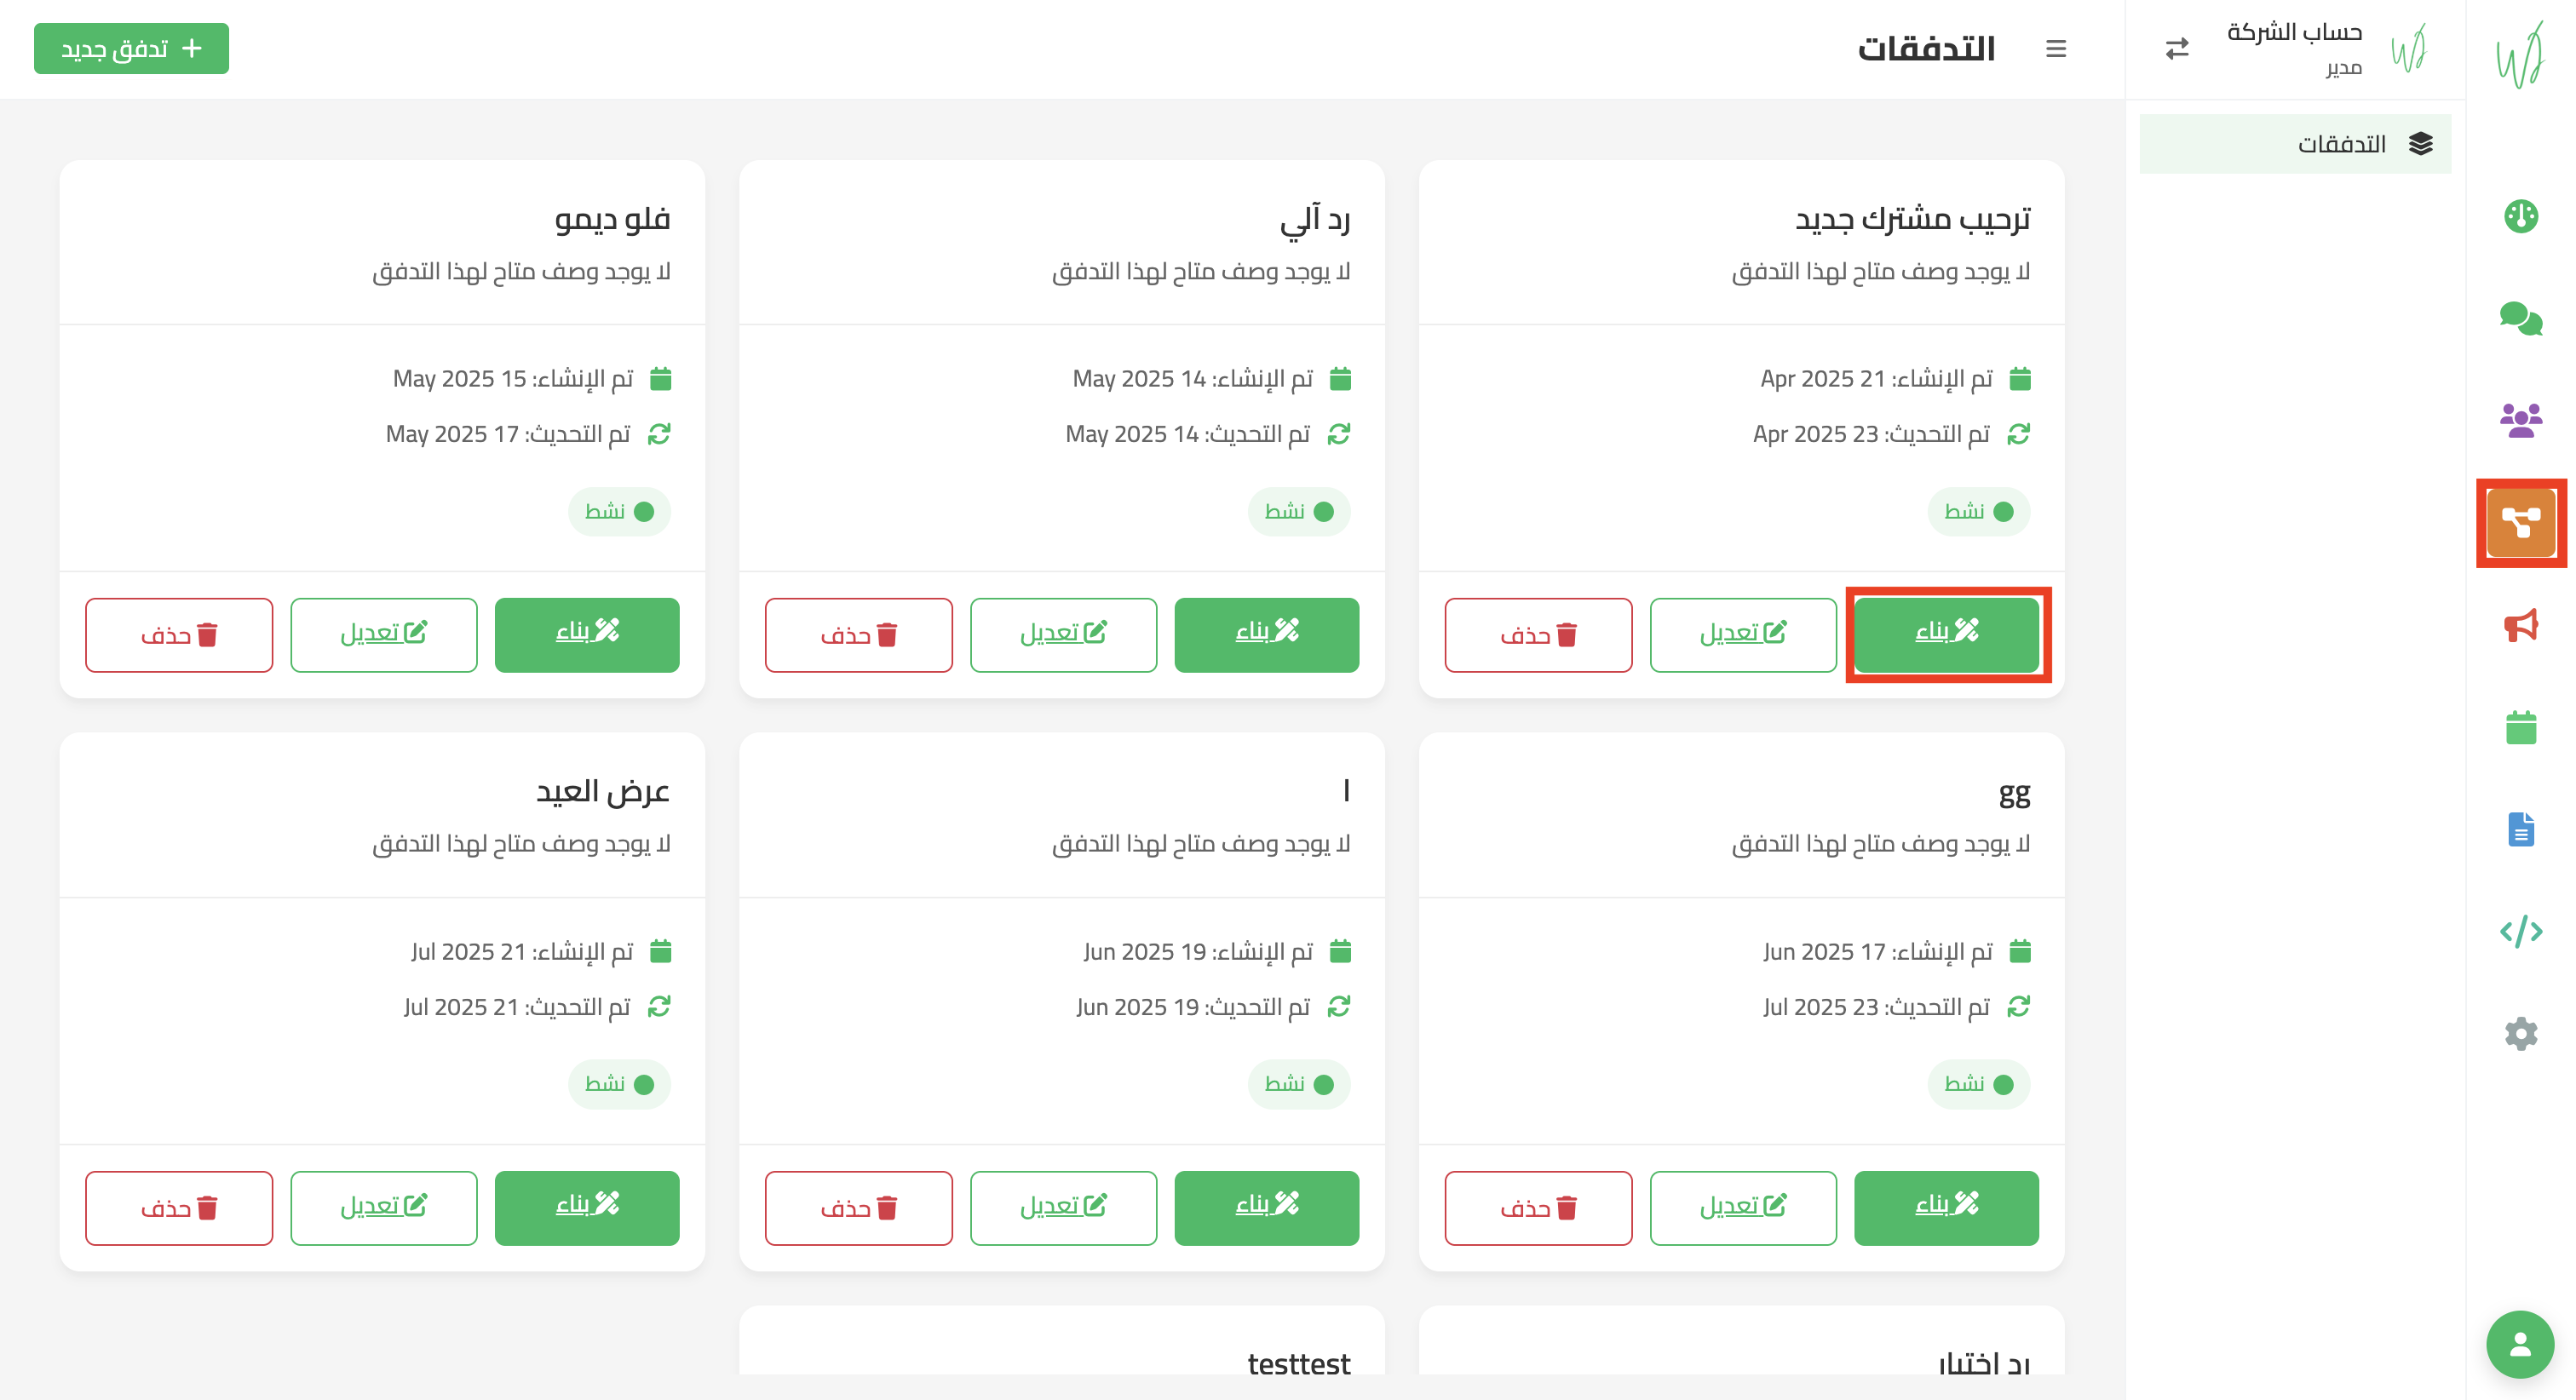 حساب الشركة
مدير
التدفقات
التدفقات
تدفق جديد
ترحيب مشترك جديد
لا يوجد وصف متاح لهذا التدفق
تم الإنشاء: 21 Apr 2025
تم التحديث: 23 Apr 2025
نشط
بناء
تعديل
حذف
رد آلي
لا يوجد وصف متاح لهذا التدفق
تم الإنشاء: 14 May 2025
تم التحديث: 14 May 2025
نشط
بناء
تعديل
حذف
فلو ديمو
لا يوجد وصف متاح لهذا التدفق
تم الإنشاء: 15 May 2025
تم التحديث: 17 May 2025
نشط
بناء
تعديل
حذف
gg
لا يوجد وصف متاح لهذا التدفق
تم الإنشاء: 17 Jun 2025
تم التحديث: 23 Jul 2025
نشط
بناء
تعديل
حذف
ا
لا يوجد وصف متاح لهذا التدفق
تم الإنشاء: 19 Jun 2025
تم التحديث: 19 Jun 2025
نشط
بناء
تعديل
حذف
عرض العيد
لا يوجد وصف متاح لهذا التدفق
تم الإنشاء: 21 Jul 2025
تم التحديث: 21 Jul 2025
نشط
بناء
تعديل
حذف
رد اختبار
testtest